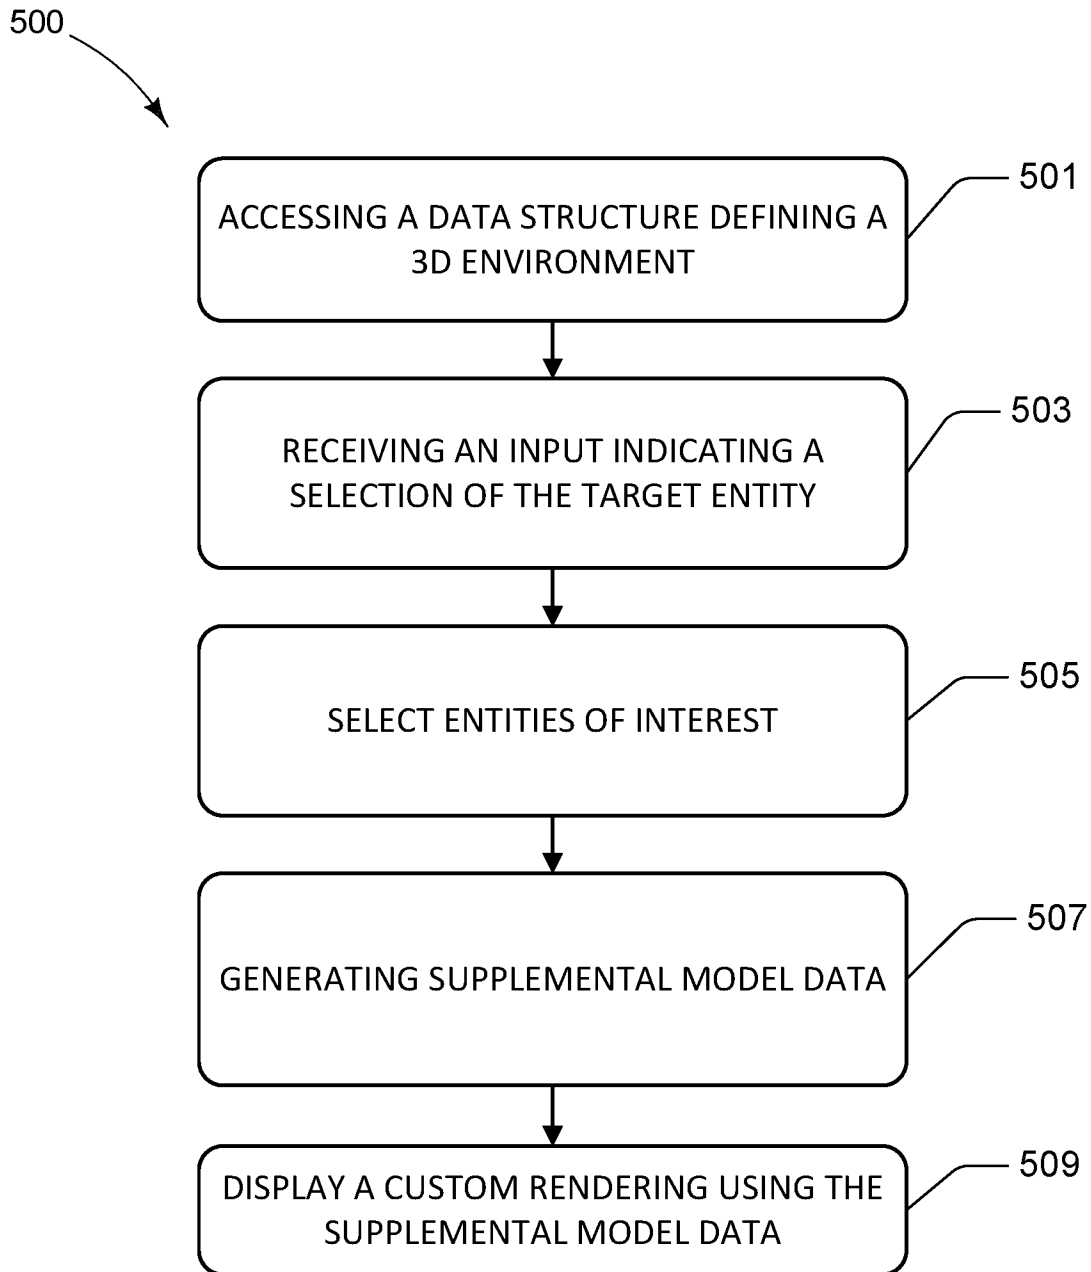 500
501
ACCESSING A DATA STRUCTURE DEFINING A
3D ENVIRONMENT
503
RECEIVING AN INPUT INDICATING A
SELECTION OF THE TARGET ENTITY
505
SELECT ENTITIES OF INTEREST
507
GENERATING SUPPLEMENTAL MODEL DATA
509
DISPLAY A CUSTOM RENDERING USING THE
SUPPLEMENTAL MODEL DATA